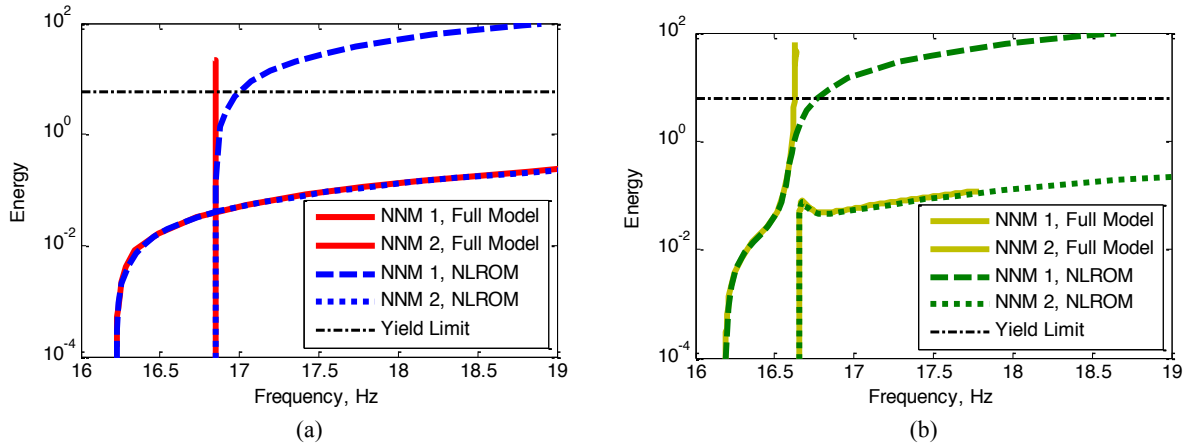 10^2
10^0
10^-2
10^-4
Energy
16 16.5 17 17.5 18 18.5 19
Frequency, Hz
NNM 1, Full Model
NNM 2, Full Model
NNM 1, NLROM
NNM 2, NLROM
Yield Limit
(a)
10^2
10^0
10^-2
10^-4
Energy
16 16.5 17 17.5 18 18.5 19
Frequency, Hz
NNM 1, Full Model
NNM 2, Full Model
NNM 1, NLROM
NNM 2, NLROM
Yield Limit
(b)